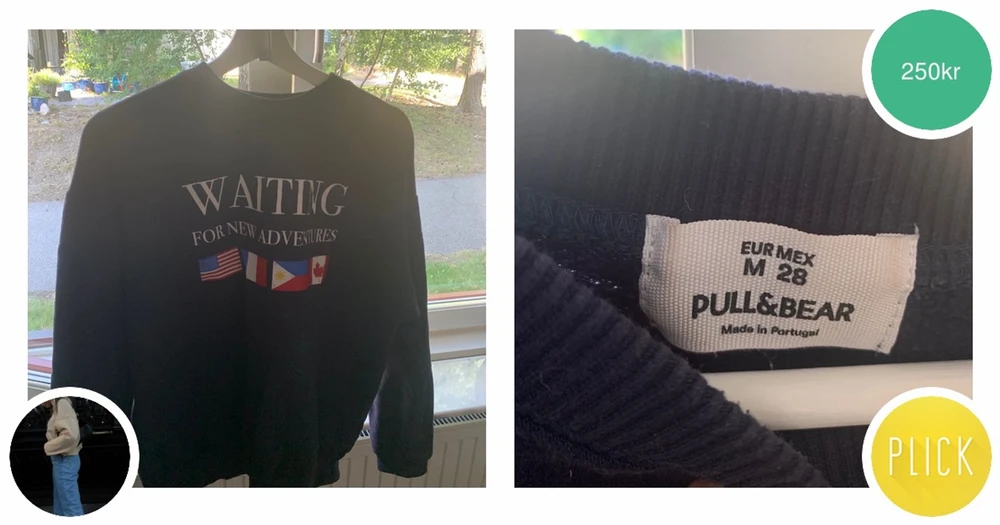 WAITING
FOR NEW ADVENTURES
250kr
EUR MEX
M 28
PULL&BEAR
Made in Portugal
PLICK